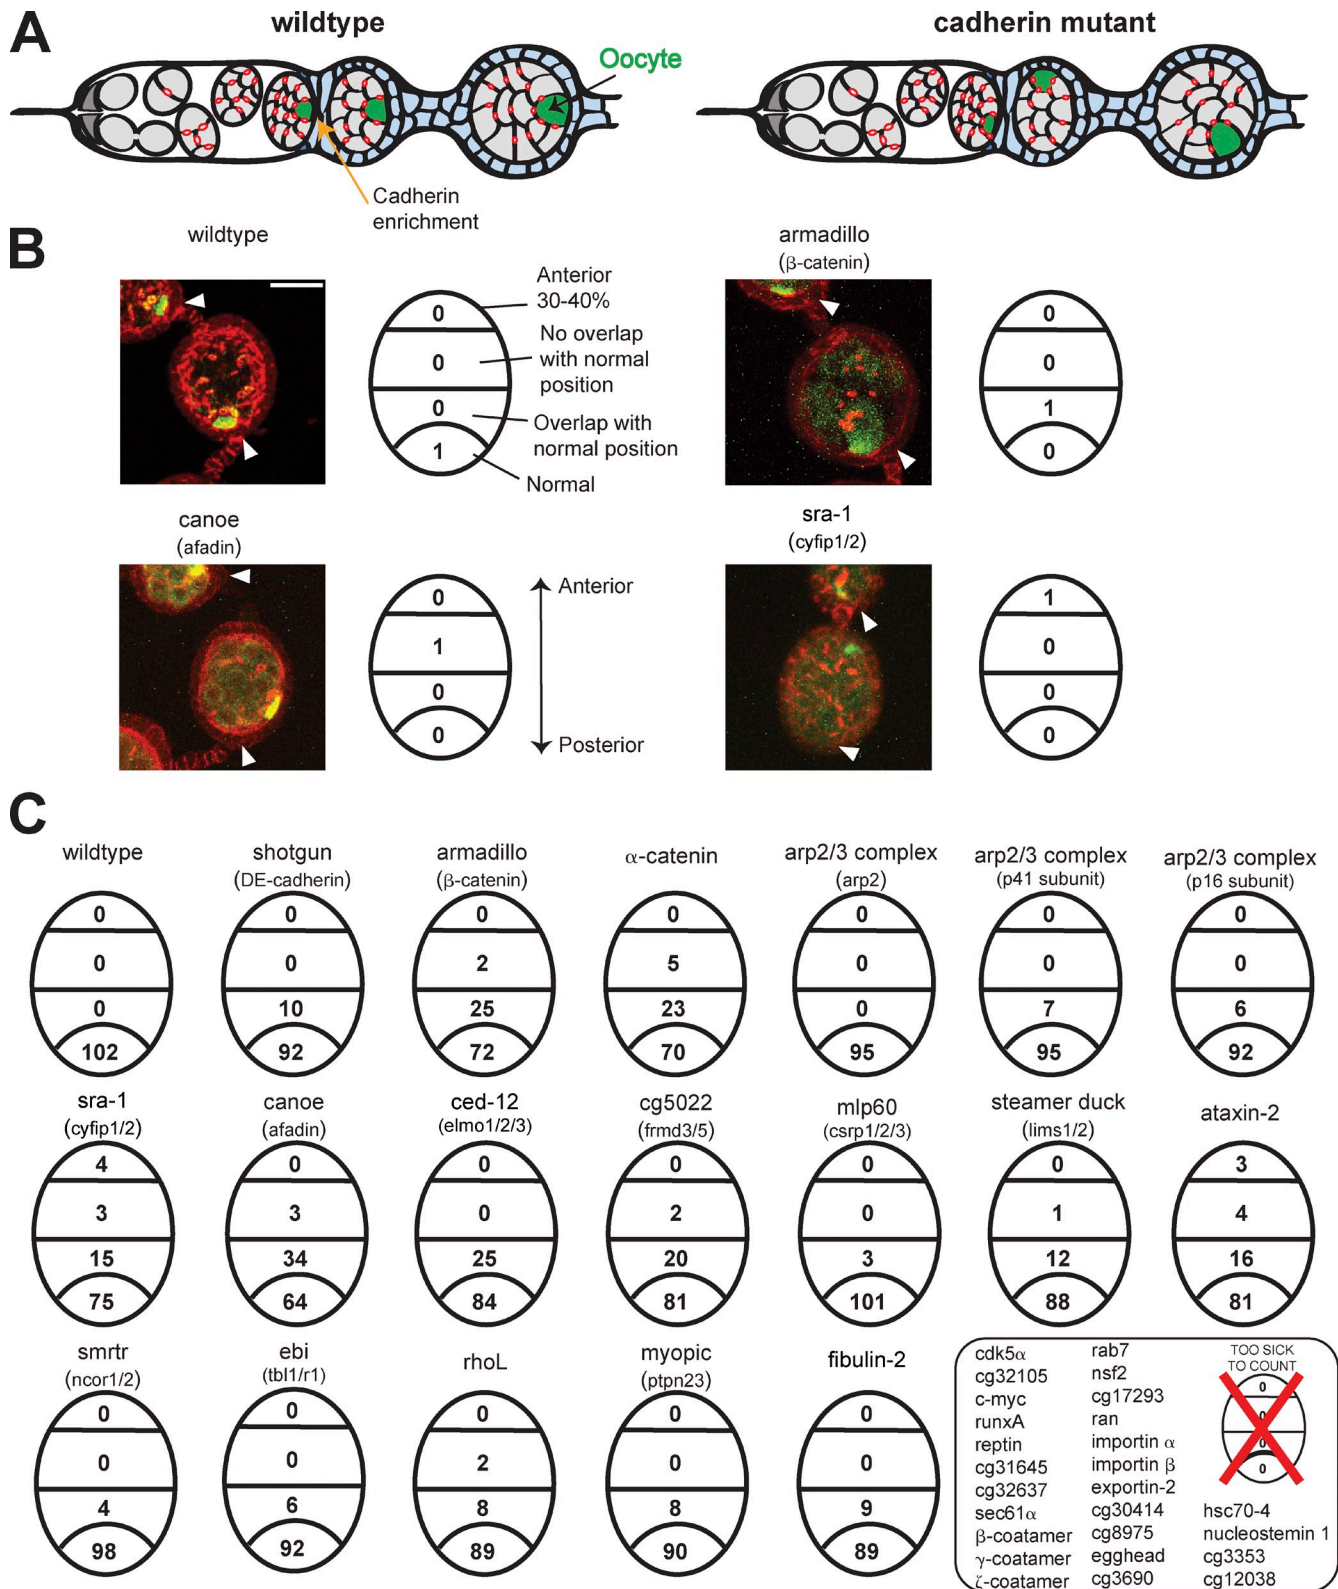 A
wildtype
cadherin mutant
Oocyte
Cadherin
enrichment
B
wildtype
Anterior
30-40%
No overlap
with normal
position
Overlap with
normal position
Normal
0
0
0
1
armadillo
(β-catenin)
0
0
1
0
canoe
(afadin)
0
1
0
0
Anterior
Posterior
sra-1
(cyfip1/2)
1
0
0
0
C
wildtype
0
0
0
102
shotgun
(DE-cadherin)
0
0
10
92
armadillo
(β-catenin)
0
2
25
72
α-catenin
0
5
23
70
arp2/3 complex
(arp2)
0
0
0
95
arp2/3 complex
(p41 subunit)
0
0
7
95
arp2/3 complex
(p16 subunit)
0
0
6
92
sra-1
(cyfip1/2)
4
3
15
75
canoe
(afadin)
0
3
34
64
ced-12
(elmo1/2/3)
0
0
25
84
cg5022
(frmd3/5)
0
2
20
81
mlp60
(csrp1/2/3)
0
0
3
101
steamer duck
(lims1/2)
0
1
12
88
ataxin-2
3
4
16
81
smrtr
(ncor1/2)
0
0
4
98
ebi
(tbl1/r1)
0
0
6
92
rhoL
0
2
8
89
myopic
(ptpn23)
0
0
8
90
fibulin-2
0
0
9
89
cdk5α
cg32105
c-myc
runxA
reptin
cg31645
cg32637
sec61α
β-coatamer
γ-coatamer
ζ-coatamer
rab7
nsf2
cg17293
ran
importin α
importin β
exportin-2
cg30414
cg8975
egghead
cg3690
TOO SICK
TO COUNT
0
0
0
0
hsc70-4
nucleostemin 1
cg3353
cg12038